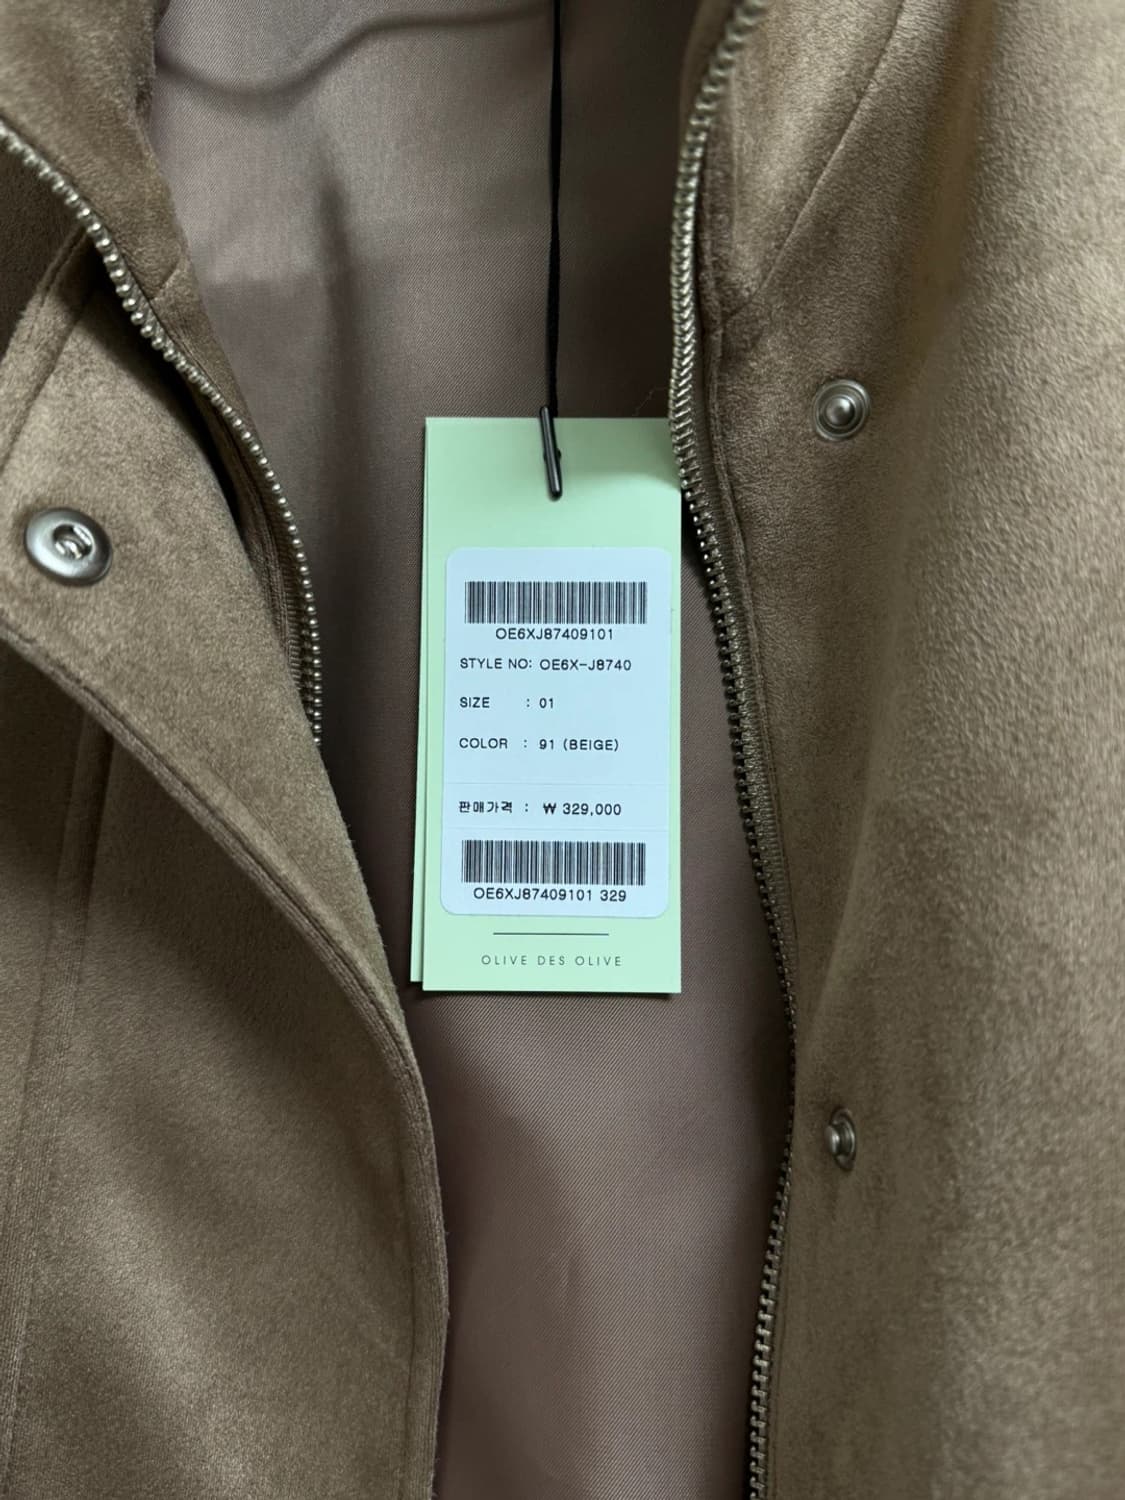 OE6XJ87409101
STYLE NO: OE6X-J8740
SIZE : 01
COLOR : 91 (BEIGE)
판매가격 : ₩ 329,000
OE6XJ87409101 329
OLIVE DES OLIVE